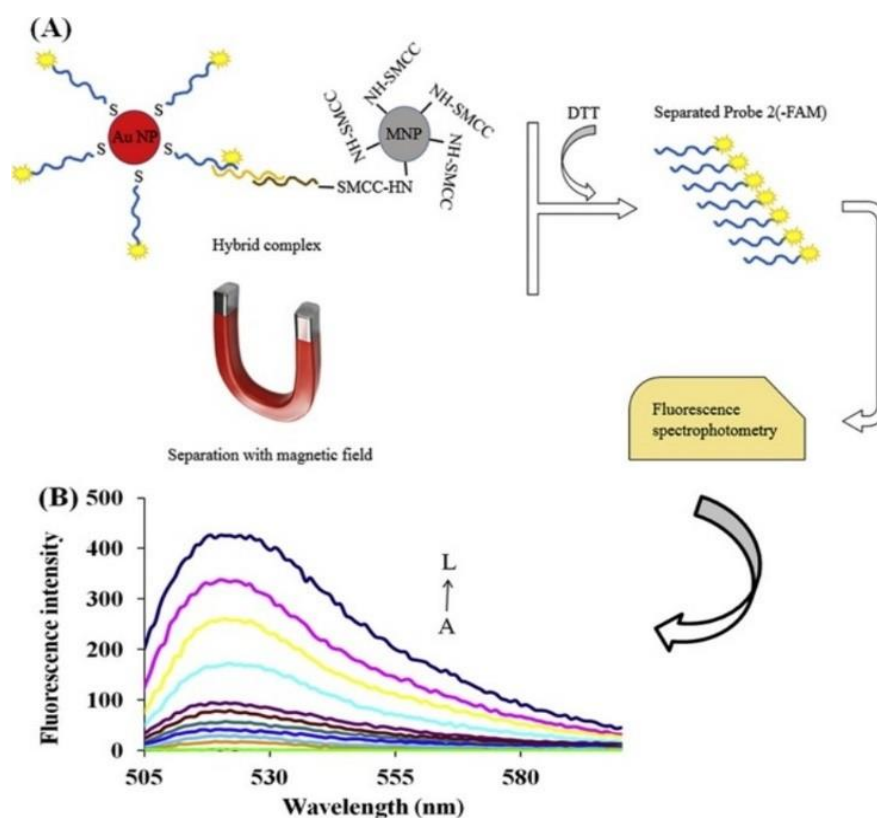 (A)
S
S
S
S
S
Au NP
NH-SMCC
NH-SMCC
NH-SMCC
NH-SMCC
MNP
SMCC-HN
Hybrid complex
Separation with magnetic field
DTT
Separated Probe 2(-FAM)
Fluorescence
spectrophotometry
(B)
Fluorescence intensity
500
400
300
200
100
0
L
A
505
530
555
580
Wavelength (nm)